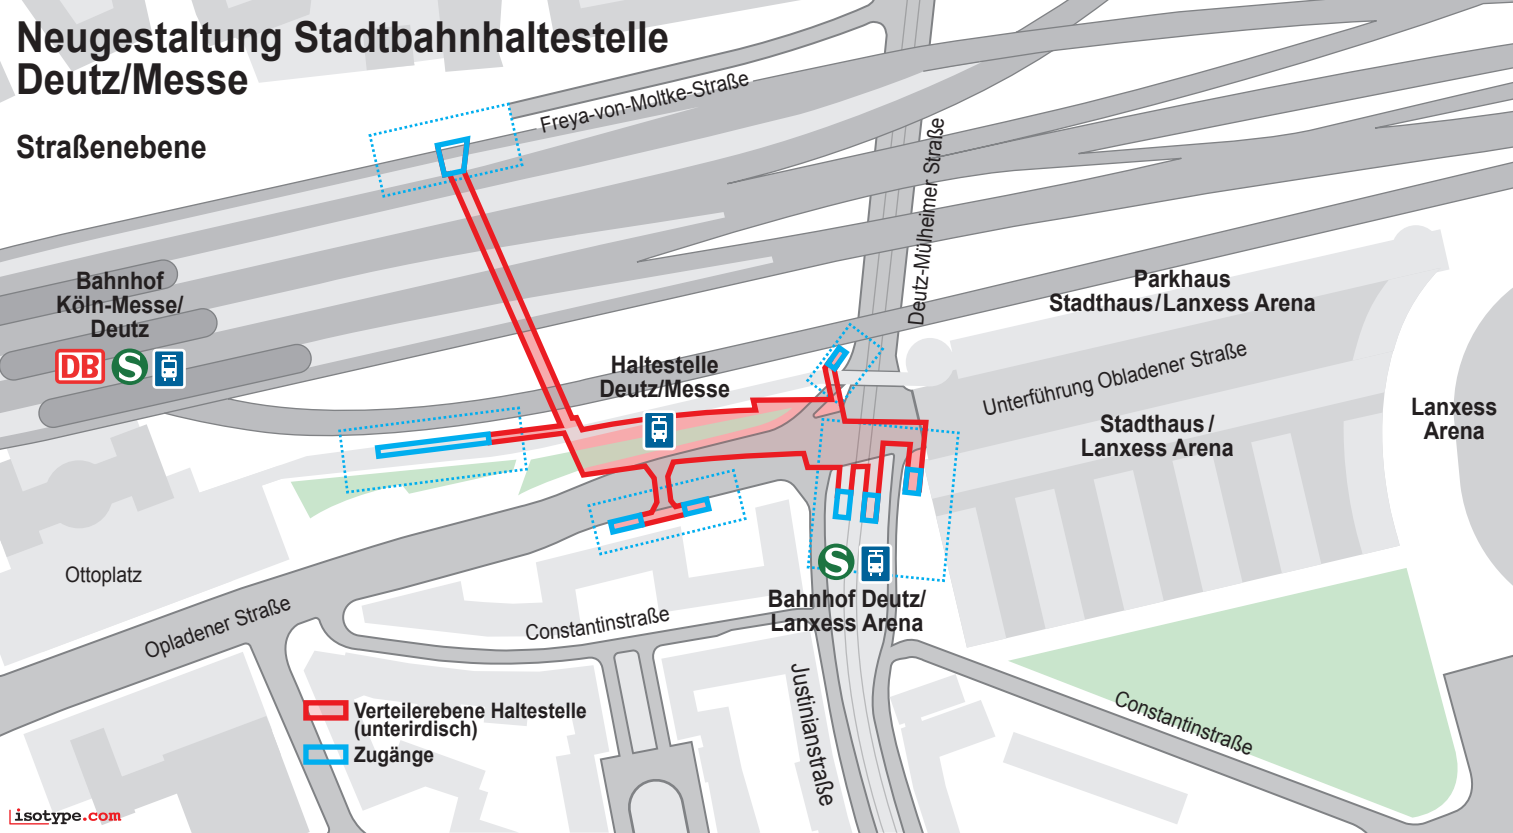 Neugestaltung Stadtbahnhaltestelle
Deutz/Messe
Straßenebene
Freya-von-Moltke-Straße
Deutz-Mülheimer Straße
Bahnhof
Köln-Messe/
Deutz
DB
S
Haltestelle
Deutz/Messe
Parkhaus
Stadthaus/Lanxess Arena
Unterführung Obladener Straße
Stadthaus/
Lanxess Arena
Lanxess
Arena
Ottoplatz
Opladener Straße
Constantinstraße
S
Bahnhof Deutz/
Lanxess Arena
Justinianstraße
Constantinstraße
Verteilerebene Haltestelle
(unterirdisch)
Zugänge
isotype.com